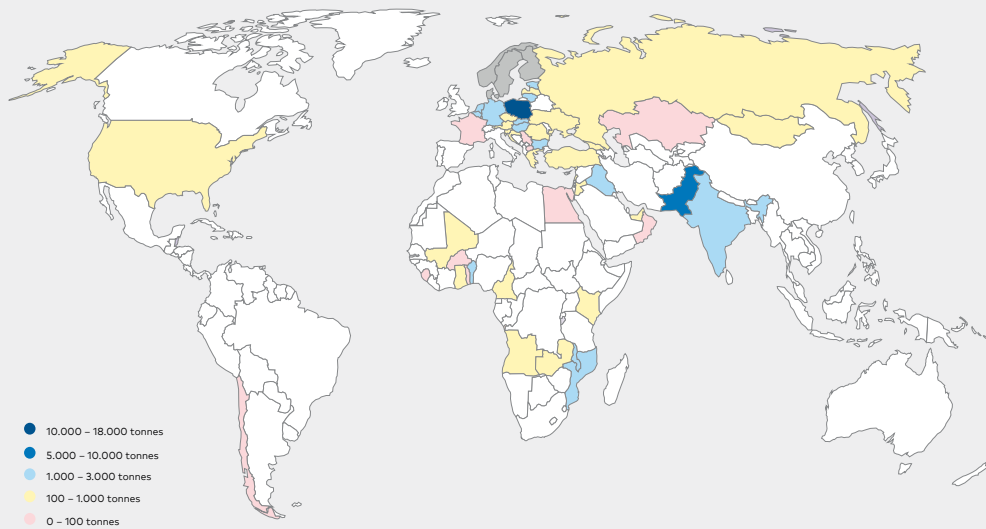 10.000 – 18.000 tonnes
5.000 – 10.000 tonnes
1.000 – 3.000 tonnes
100 – 1.000 tonnes
0 – 100 tonnes